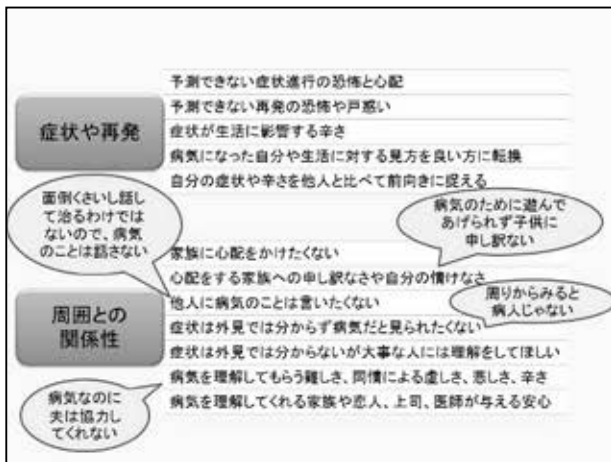 予測できない症状進行の恐怖と心配
予測できない再発の恐怖や戸惑い
症状や再発
症状が生活に影響する辛さ
病気になった自分や生活に対する見方を良い方に転換
自分の症状や辛さを他人と比べて前向きに捉える
面倒くさいし話し
て治るわけでは
ないので、病気
のことは話さない
病気のために遊んで
あげられず子供に
申し訳ない
家族に心配をかけたくない
心配をする家族への申し訳なさや自分の情けなさ
他人に病気のことは言いたくない
周りからみると
病人じゃない
周囲との
関係性
症状は外見では分からず病気だと見られたくない
症状は外見では分からないが大事な人には理解をしてほしい
病気を理解してもらう難しさ、同情による虚しさ、悲しさ、辛さ
病気を理解してくれる家族や恋人、上司、医師が与える安心
病気なのに
夫は協力し
てくれない